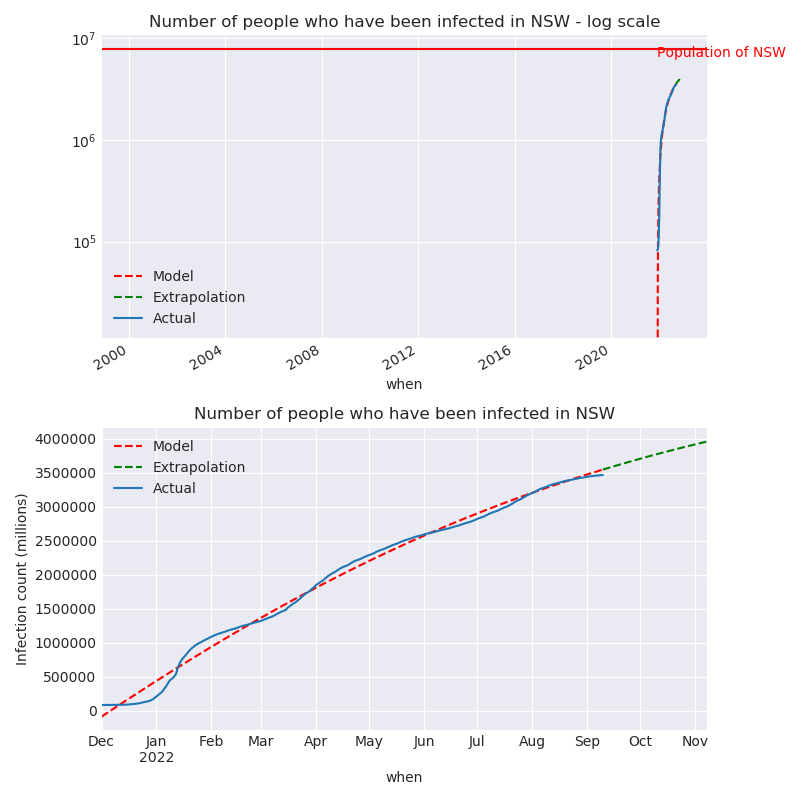 Number of people who have been infected in NSW - log scale
10^7
Population of NSW
10^6
10^5
Model
Extrapolation
Actual
2000 2004 2008 2012 2016 2020
when
Number of people who have been infected in NSW
Infection count (millions)
4000000
3500000
3000000
2500000
2000000
1500000
1000000
500000
0
Model
Extrapolation
Actual
Dec Jan Feb Mar Apr May Jun Jul Aug Sep Oct Nov
2022
when